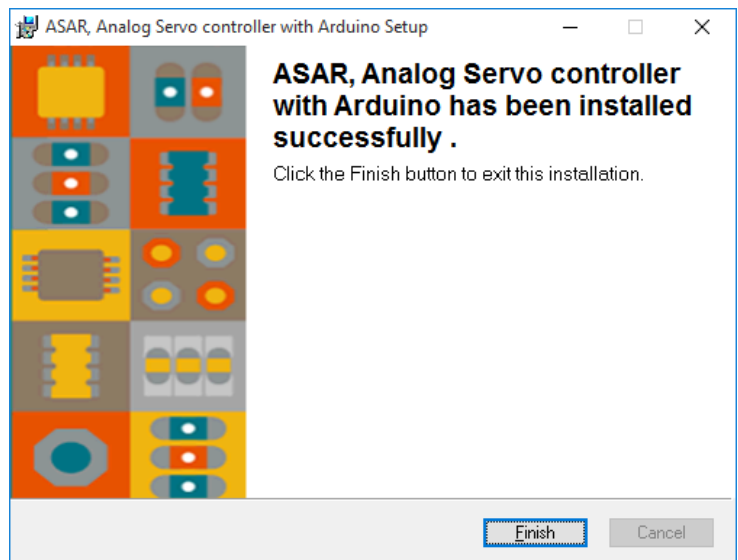 ASAR, Analog Servo controller with Arduino Setup
ASAR, Analog Servo controller
with Arduino has been installed
successfully .
Click the Finish button to exit this installation.
Finish
Cancel